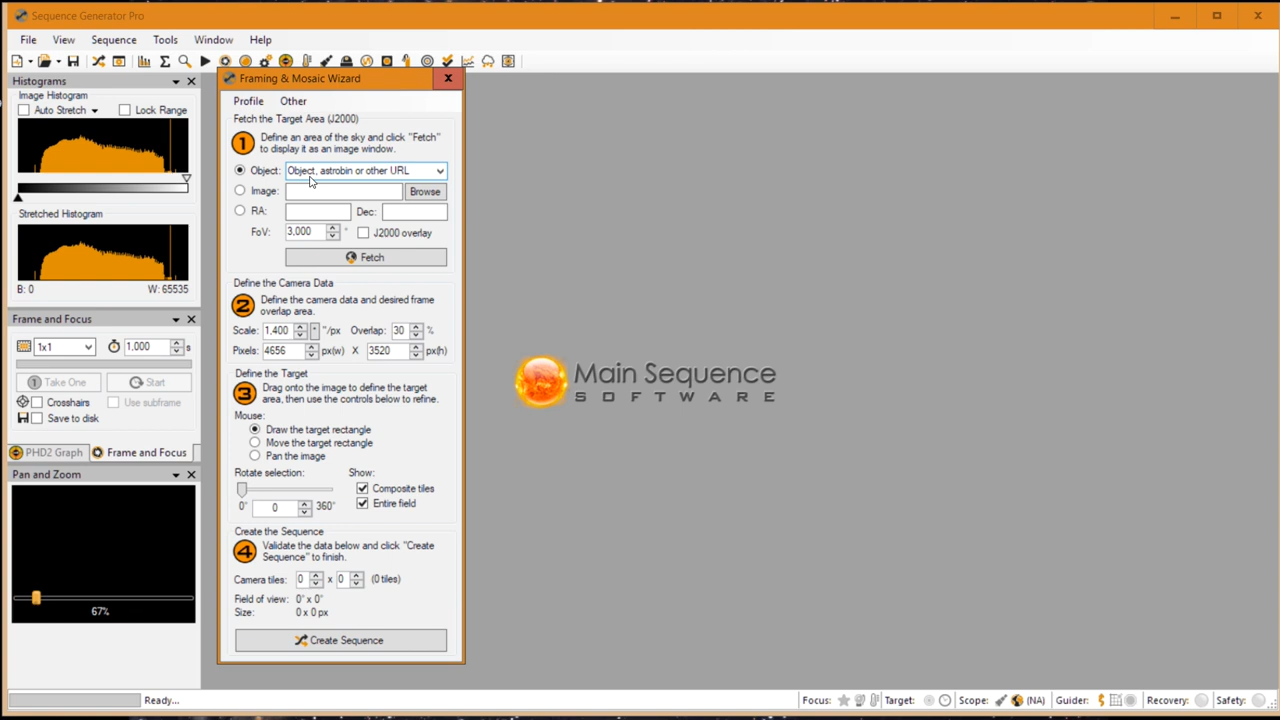 Sequence Generator Pro
File View Sequence Tools Window Help
Histograms
Image Histogram
Auto Stretch Lock Range
Stretched Histogram
B: 0 W: 65535
Frame and Focus
1x1 1.000 s
Take One Start
Crosshairs Use subframe
Save to disk
PHD2 Graph Frame and Focus
Pan and Zoom
67%
Framing & Mosaic Wizard
Profile Other
Fetch the Target Area (J2000)
1 Define an area of the sky and click "Fetch"
to display it as an image window.
Object: Object, astrobin or other URL
Image: Browse
RA: Dec:
FoV: 3.000 ° J2000 overlay
Fetch
Define the Camera Data
2 Define the camera data and desired frame
overlap area.
Scale: 1.400 * "/px Overlap: 30 %
Pixels: 4656 px(w) X 3520 px(h)
Define the Target
3 Drag onto the image to define the target
area, then use the controls below to refine.
Mouse:
Draw the target rectangle
Move the target rectangle
Pan the image
Rotate selection: Show:
Composite tiles
0° 0 360° Entire field
Create the Sequence
4 Validate the data below and click "Create
Sequence" to finish.
Camera tiles: 0 x 0 (0 tiles)
Field of view: 0° x 0°
Size: 0 x 0 px
Create Sequence
Main Sequence
SOFTWARE
Ready... Focus: Target: Scope: (NA) Guider: Recovery: Safety: